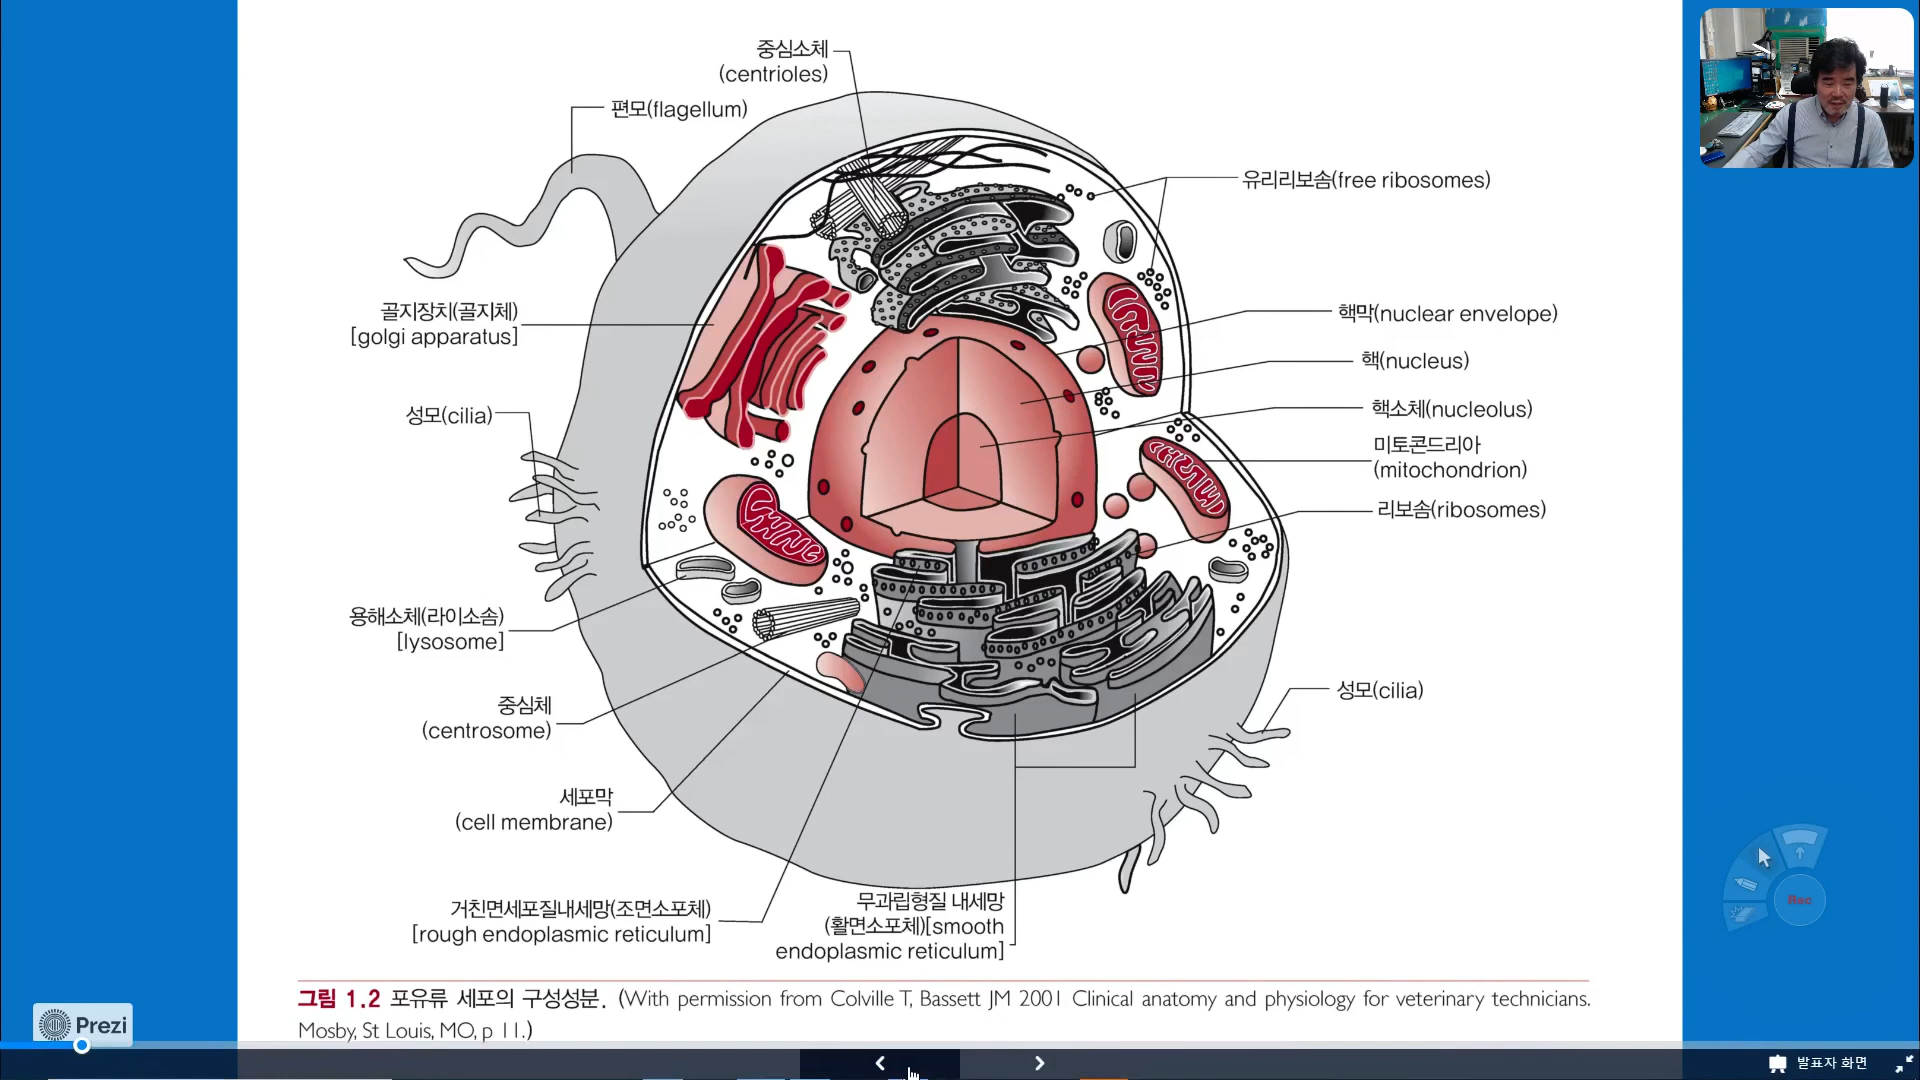 중심소체
(centrioles)
편모(flagellum)
유리리보솜(free ribosomes)
골지장치(골지체)
[golgi apparatus]
핵막(nuclear envelope)
핵(nucleus)
성모(cilia)
핵소체(nucleolus)
미토콘드리아
(mitochondrion)
리보솜(ribosomes)
용해소체(라이소솜)
[lysosome]
중심체
(centrosome)
성모(cilia)
세포막
(cell membrane)
거친면세포질내세망(조면소포체)
[rough endoplasmic reticulum]
무과립형질 내세망
(활면소포체)[smooth
endoplasmic reticulum]
Rec
그림 1.2 포유류 세포의 구성성분. (With permission from Colville T, Bassett JM 2001 Clinical anatomy and physiology for veterinary technicians.
Mosby, St Louis, MO, p 11.)
Prezi
발표자 화면